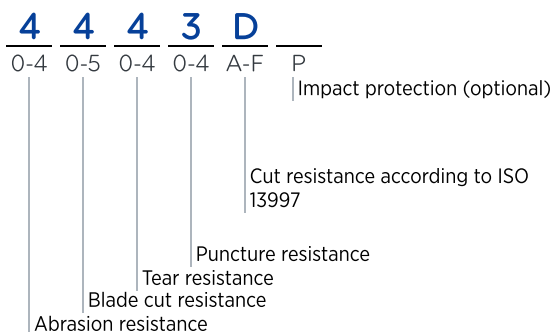 4 4 4 3 D
0-4 0-5 0-4 0-4 A-F P
Impact protection (optional)
Cut resistance according to ISO
13997
Puncture resistance
Tear resistance
Blade cut resistance
Abrasion resistance